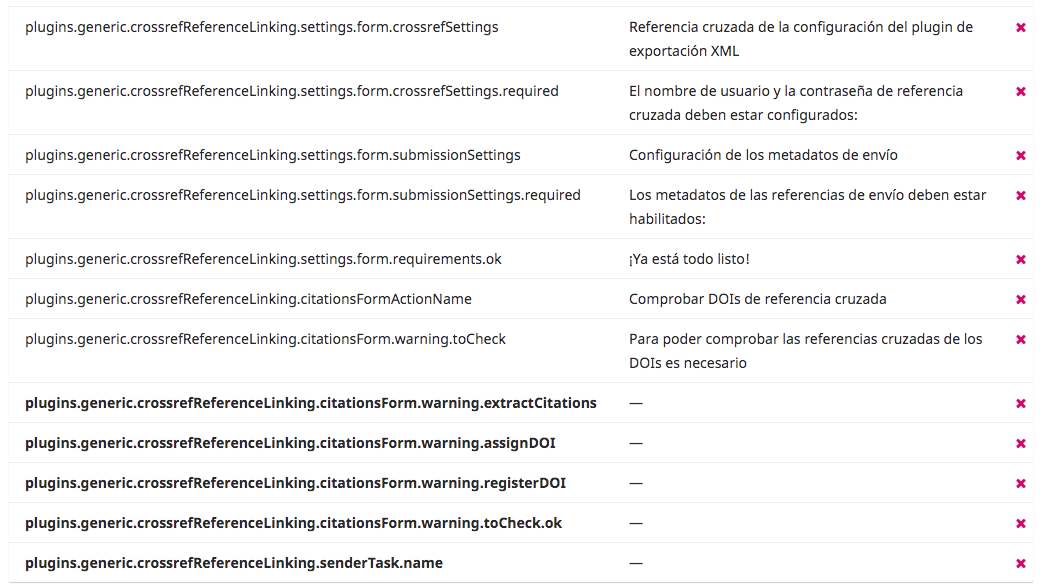 plugins.generic.crossrefReferenceLinking.settings.form.crossrefSettings
Referencia cruzada de la configuración del plugin de
exportación XML
plugins.generic.crossrefReferenceLinking.settings.form.crossrefSettings.required
El nombre de usuario y la contraseña de referencia
cruzada deben estar configurados:
plugins.generic.crossrefReferenceLinking.settings.form.submissionSettings
Configuración de los metadatos de envío
plugins.generic.crossrefReferenceLinking.settings.form.submissionSettings.required
Los metadatos de las referencias de envío deben estar
habilitados:
plugins.generic.crossrefReferenceLinking.settings.form.requirements.ok
¡Ya está todo listo!
plugins.generic.crossrefReferenceLinking.citationsFormActionName
Comprobar DOIs de referencia cruzada
plugins.generic.crossrefReferenceLinking.citationsForm.warning.toCheck
Para poder comprobar las referencias cruzadas de los
DOIs es necesario
plugins.generic.crossrefReferenceLinking.citationsForm.warning.extractCitations
—
plugins.generic.crossrefReferenceLinking.citationsForm.warning.assignDOI
—
plugins.generic.crossrefReferenceLinking.citationsForm.warning.registerDOI
—
plugins.generic.crossrefReferenceLinking.citationsForm.warning.toCheck.ok
—
plugins.generic.crossrefReferenceLinking.senderTask.name
—